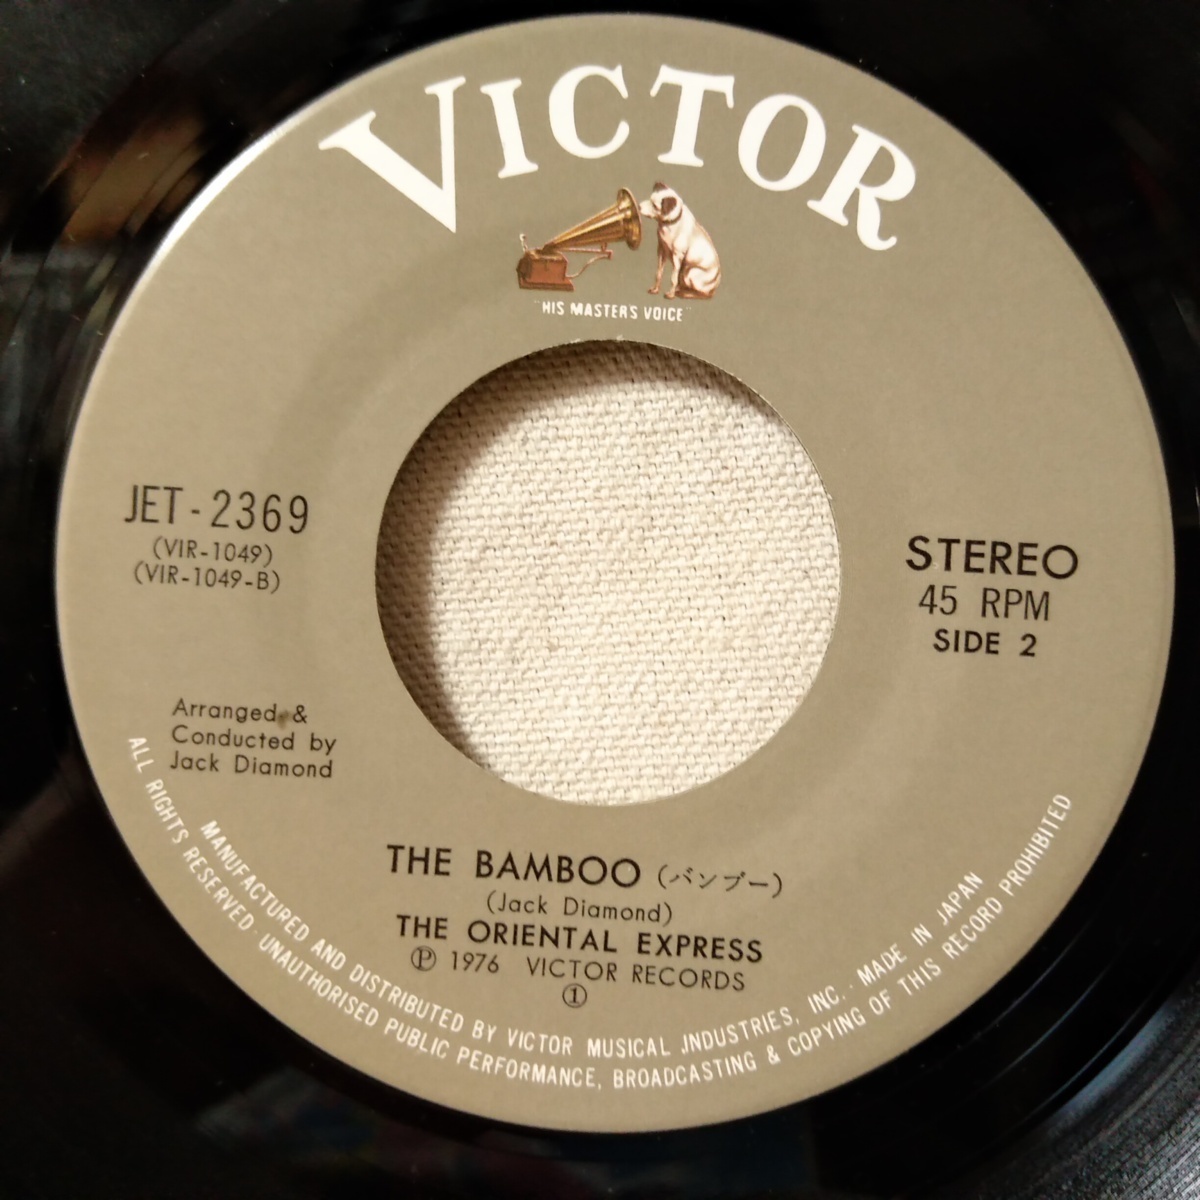 VICTOR
"HIS MASTER'S VOICE"
JET-2369
(VIR-1049)
(VIR-1049-B)
STEREO
45 RPM
SIDE 2
Arranged &
Conducted by
Jack Diamond
THE BAMBOO (バンブー)
(Jack Diamond)
THE ORIENTAL EXPRESS
Ⓟ 1976 VICTOR RECORDS
①
MANUFACTURED AND DISTRIBUTED BY VICTOR MUSICAL JNDUSTRIES, INC. · MADE IN JAPAN
ALL RIGHTS RESERVED · UNAUTHORISED PUBLIC PERFORMANCE, BROADCASTING & COPYING OF THIS RECORD PROHIBITED